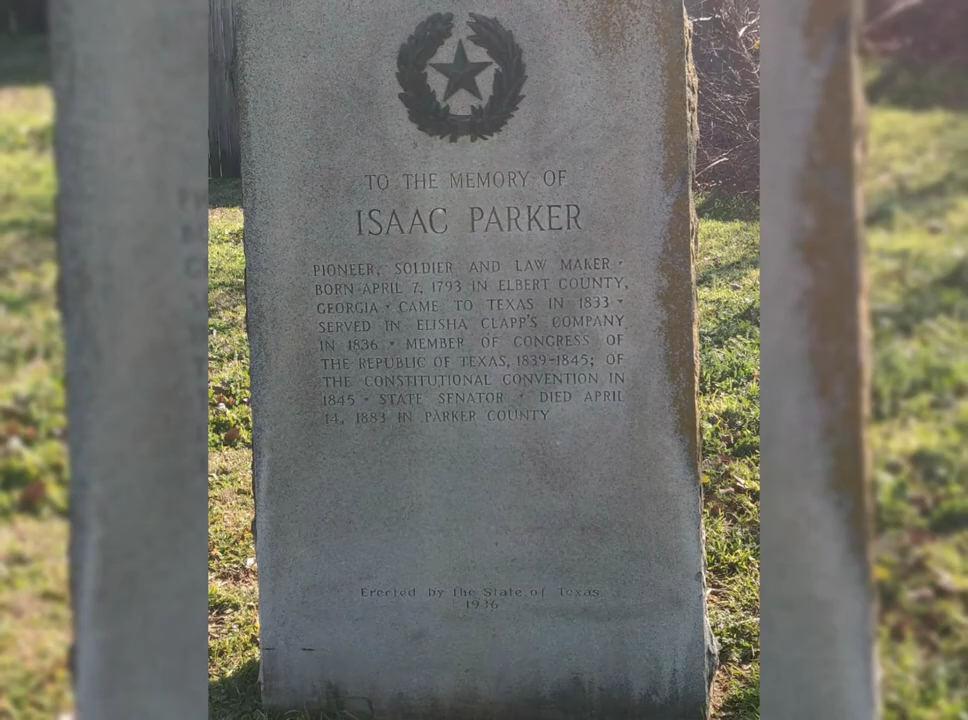 TO THE MEMORY OF
ISAAC PARKER
PIONEER, SOLDIER AND LAW MAKER •
BORN APRIL 7, 1793 IN ELBERT COUNTY,
GEORGIA • CAME TO TEXAS IN 1833 •
SERVED IN ELISHA CLAPP'S COMPANY
IN 1836 • MEMBER OF CONGRESS OF
THE REPUBLIC OF TEXAS, 1839-1845; OF
THE CONSTITUTIONAL CONVENTION IN
1845 • STATE SENATOR • DIED APRIL
14, 1883 IN PARKER COUNTY
Erected by the State of Texas
1936